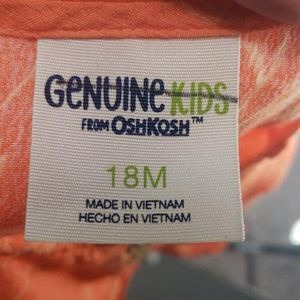 GENUINE KIDS
FROM OSHKOSH™
18M
MADE IN VIETNAM
HECHO EN VIETNAM